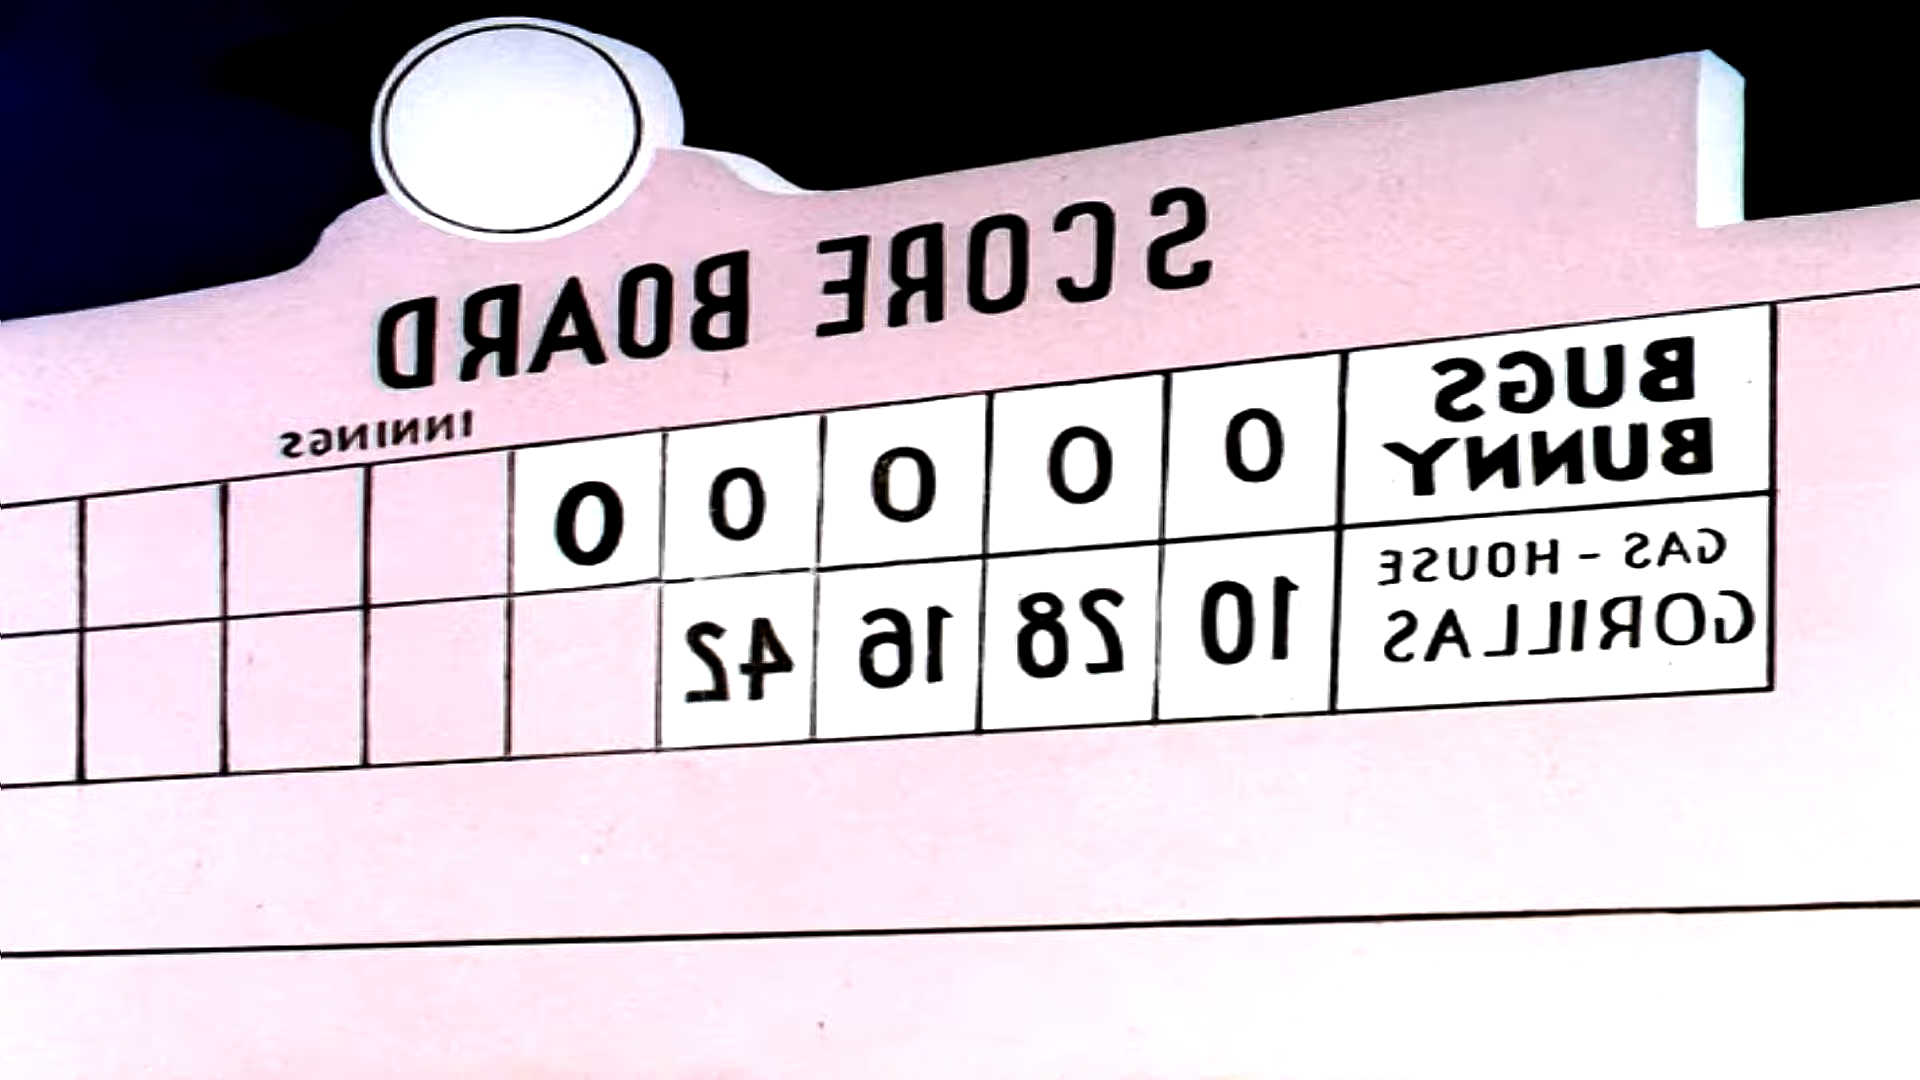 SCORE BOARD
INNINGS
BUGS BUNNY 0 0 0 0 0
GAS-HOUSE GORILLAS 10 28 16 42